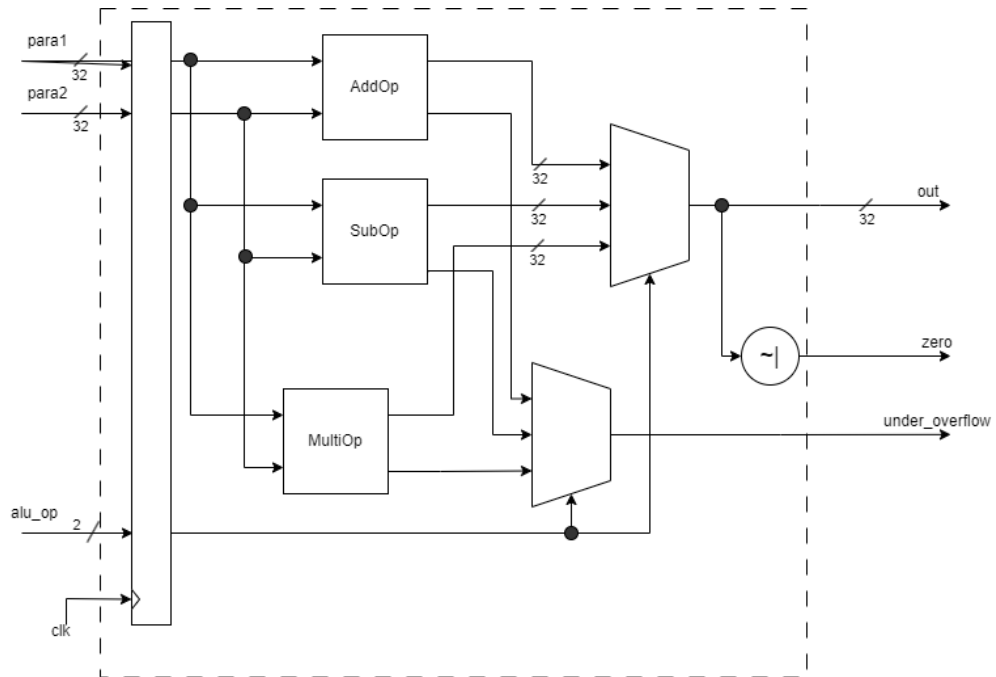 para1
32
para2
32
AddOp
32
SubOp
32
32
out
32
zero
~|
MultiOp
under_overflow
alu_op
2
clk